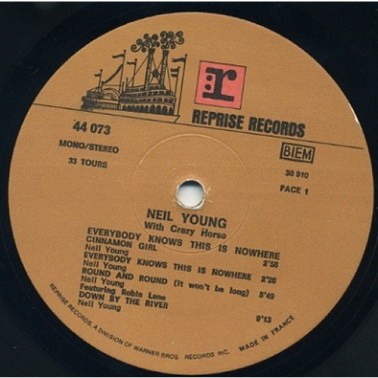 r
REPRISE RECORDS
44 073
MONO/STEREO
33 TOURS
BIEM
30 910
FACE 1
NEIL YOUNG
With Crazy Horse
EVERYBODY KNOWS THIS IS NOWHERE
CINNAMON GIRL 2'58
Neil Young
EVERYBODY KNOWS THIS IS NOWHERE 2'26
Neil Young
ROUND AND ROUND (it won't be long) 5'49
Neil Young
Featuring Robin Lane
DOWN BY THE RIVER 9'13
Neil Young
REPRISE RECORDS, A DIVISION OF WARNER BROS. RECORDS INC. MADE IN FRANCE